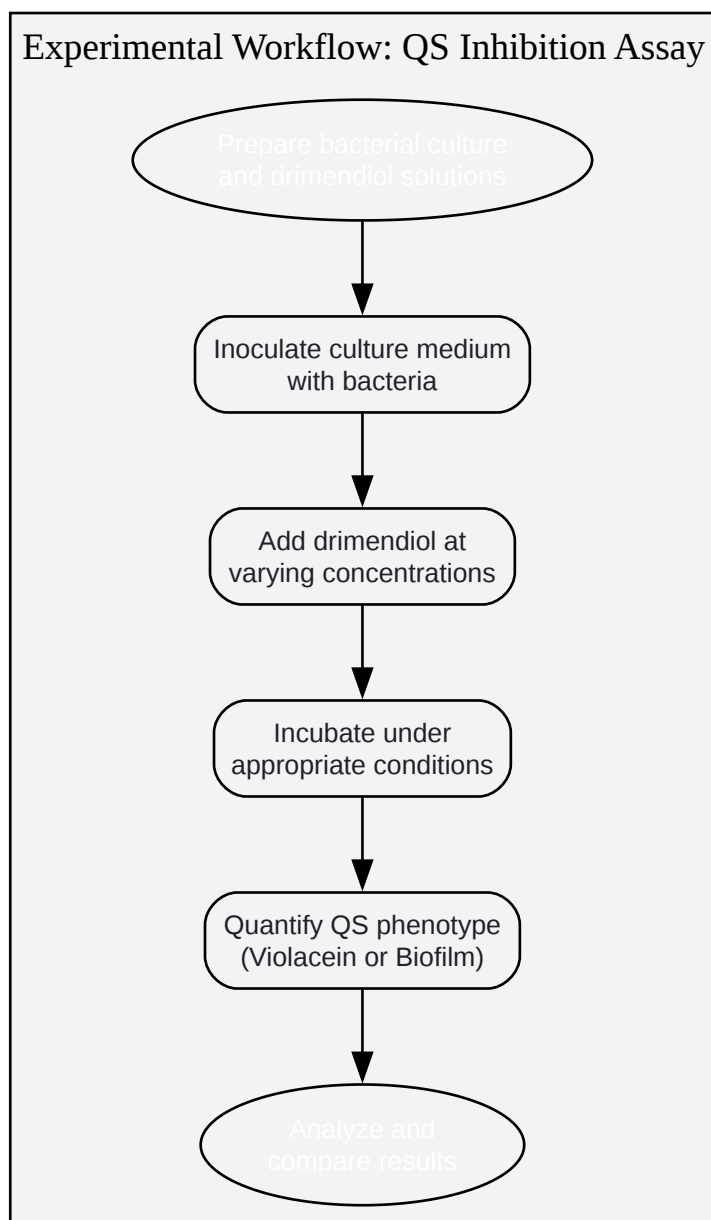 Experimental Workflow: QS Inhibition Assay
Prepare bacterial culture
and drimendiol solutions
Inoculate culture medium
with bacteria
Add drimendiol at
varying concentrations
Incubate under
appropriate conditions
Quantify QS phenotype
(Violacein or Biofilm)
Analyze and
compare results